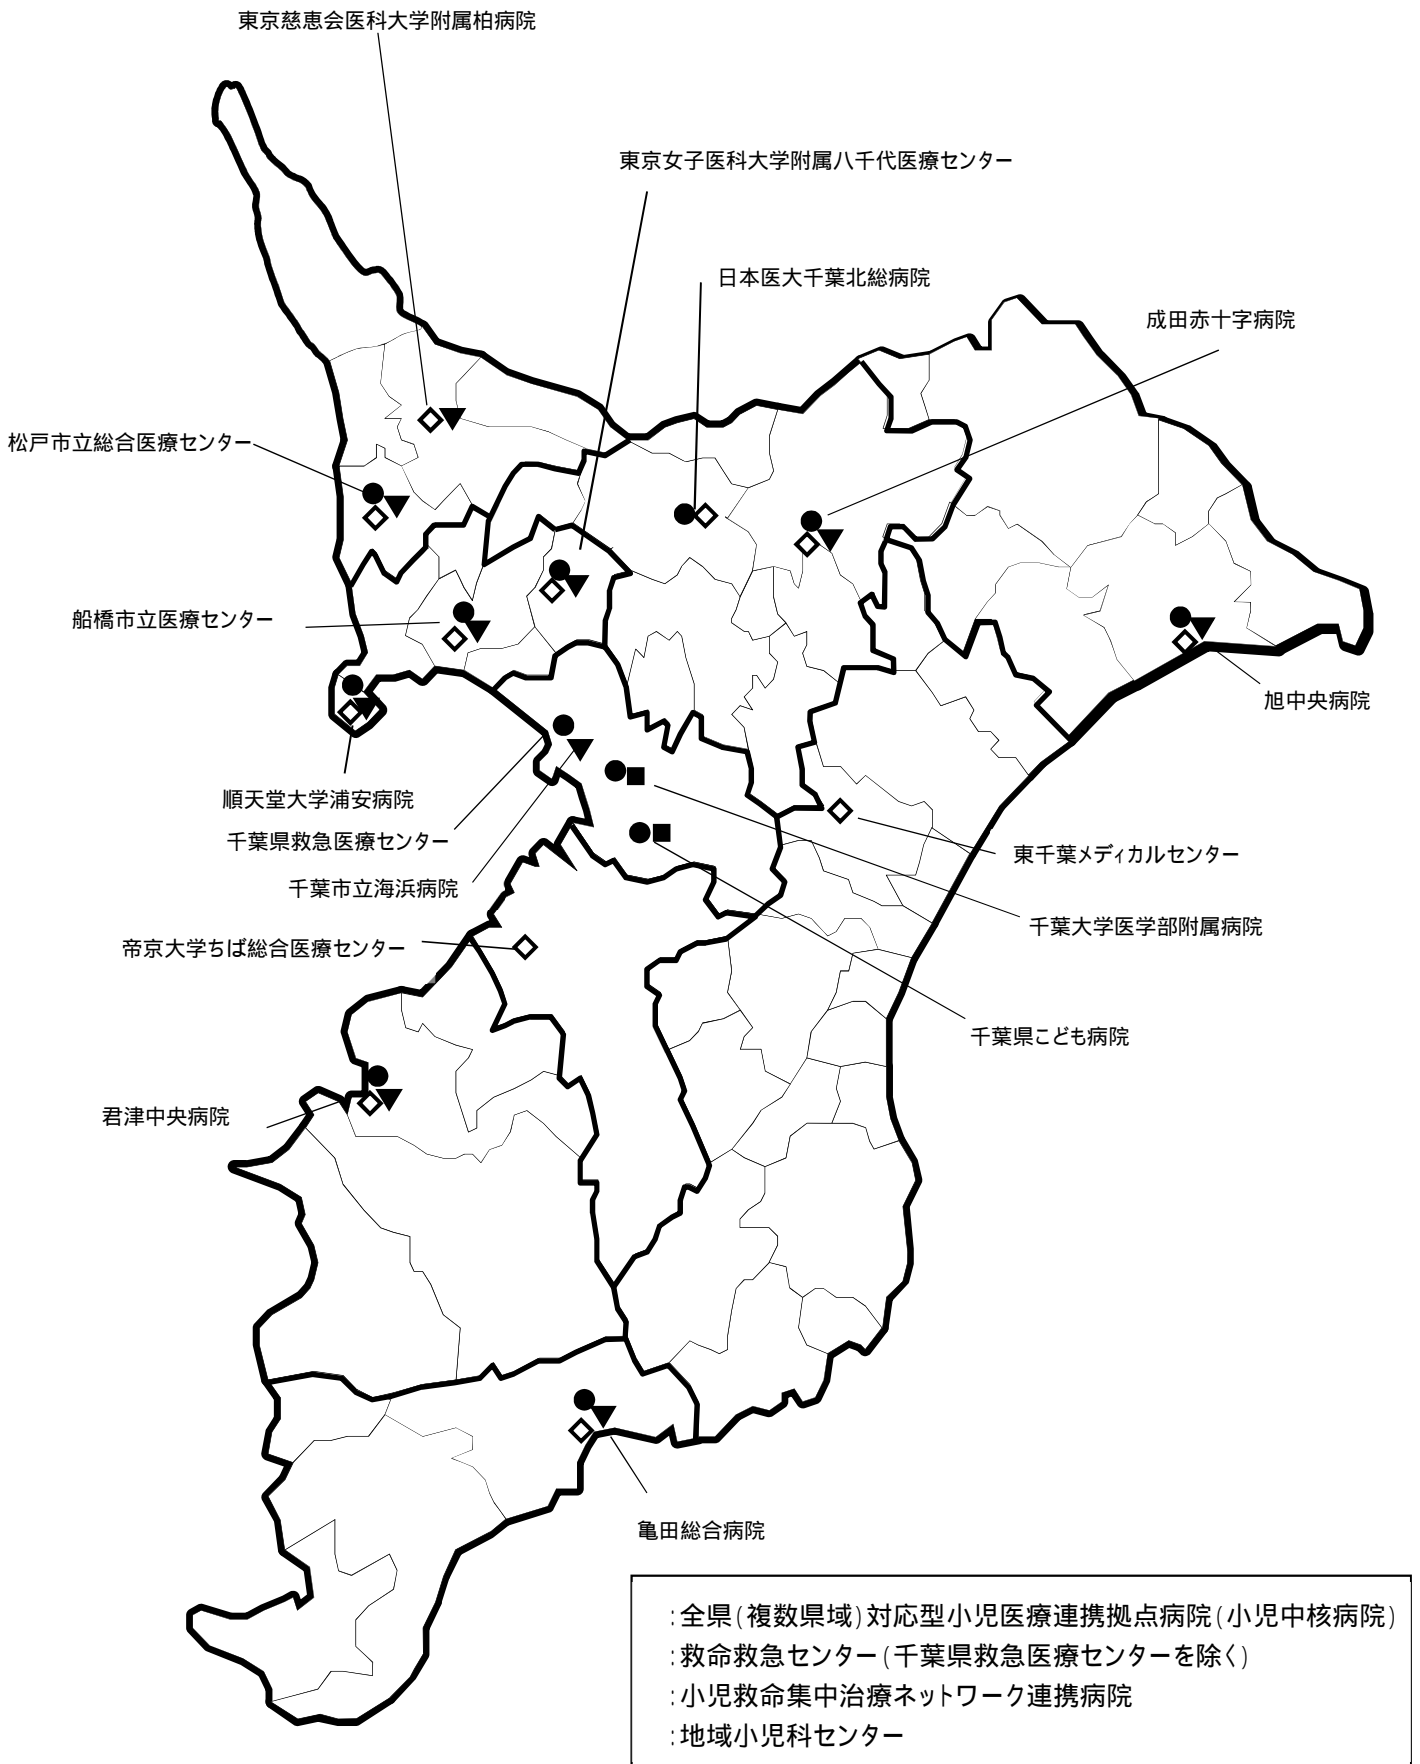 東京慈恵会医科大学附属柏病院
東京女子医科大学附属八千代医療センター
日本医大千葉北総病院
成田赤十字病院
松戸市立総合医療センター
船橋市立医療センター
旭中央病院
順天堂大学浦安病院
千葉県救急医療センター
東千葉メディカルセンター
千葉市立海浜病院
千葉大学医学部附属病院
帝京大学ちば総合医療センター
千葉県こども病院
君津中央病院
亀田総合病院
:全県(複数県域)対応型小児医療連携拠点病院(小児中核病院)
:救命救急センター(千葉県救急医療センターを除く)
:小児救命集中治療ネットワーク連携病院
:地域小児科センター